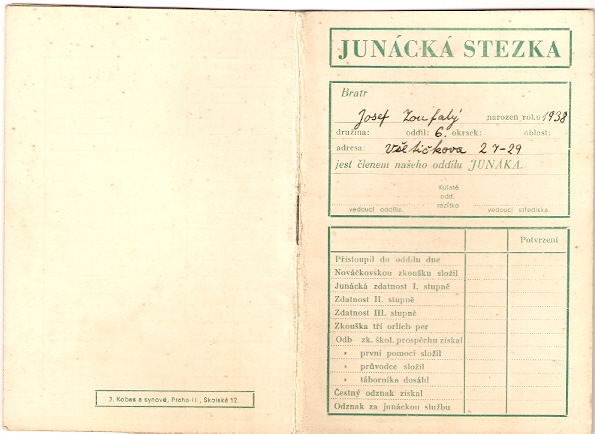 7. Kobes a synové, Praha-II., Školská 12.
JUNÁCKÁ STEZKA
Bratr
Josef Zoufalý narozen roku 1938
družina: oddíl: 6. okrsek: oblast:
adresa: 27-29
jest členem našeho oddílu JUNÁKA.
Kulaté
odd.
razítko
vedoucí oddílu. vedoucí střediska.
Potvrzení
Přistoupil do oddílu dne
Nováčkovskou zkoušku složil
Junácká zdatnost I. stupně
Zdatnost II. stupně
Zdatnost III. stupně
Zkouška tří orlích per
Odb zk. škol. prospěchu získal
» první pomoci složil
» průvodce složil
» táborníka dosáhl
Čestný odznak získal
Odznak za junáckou službu